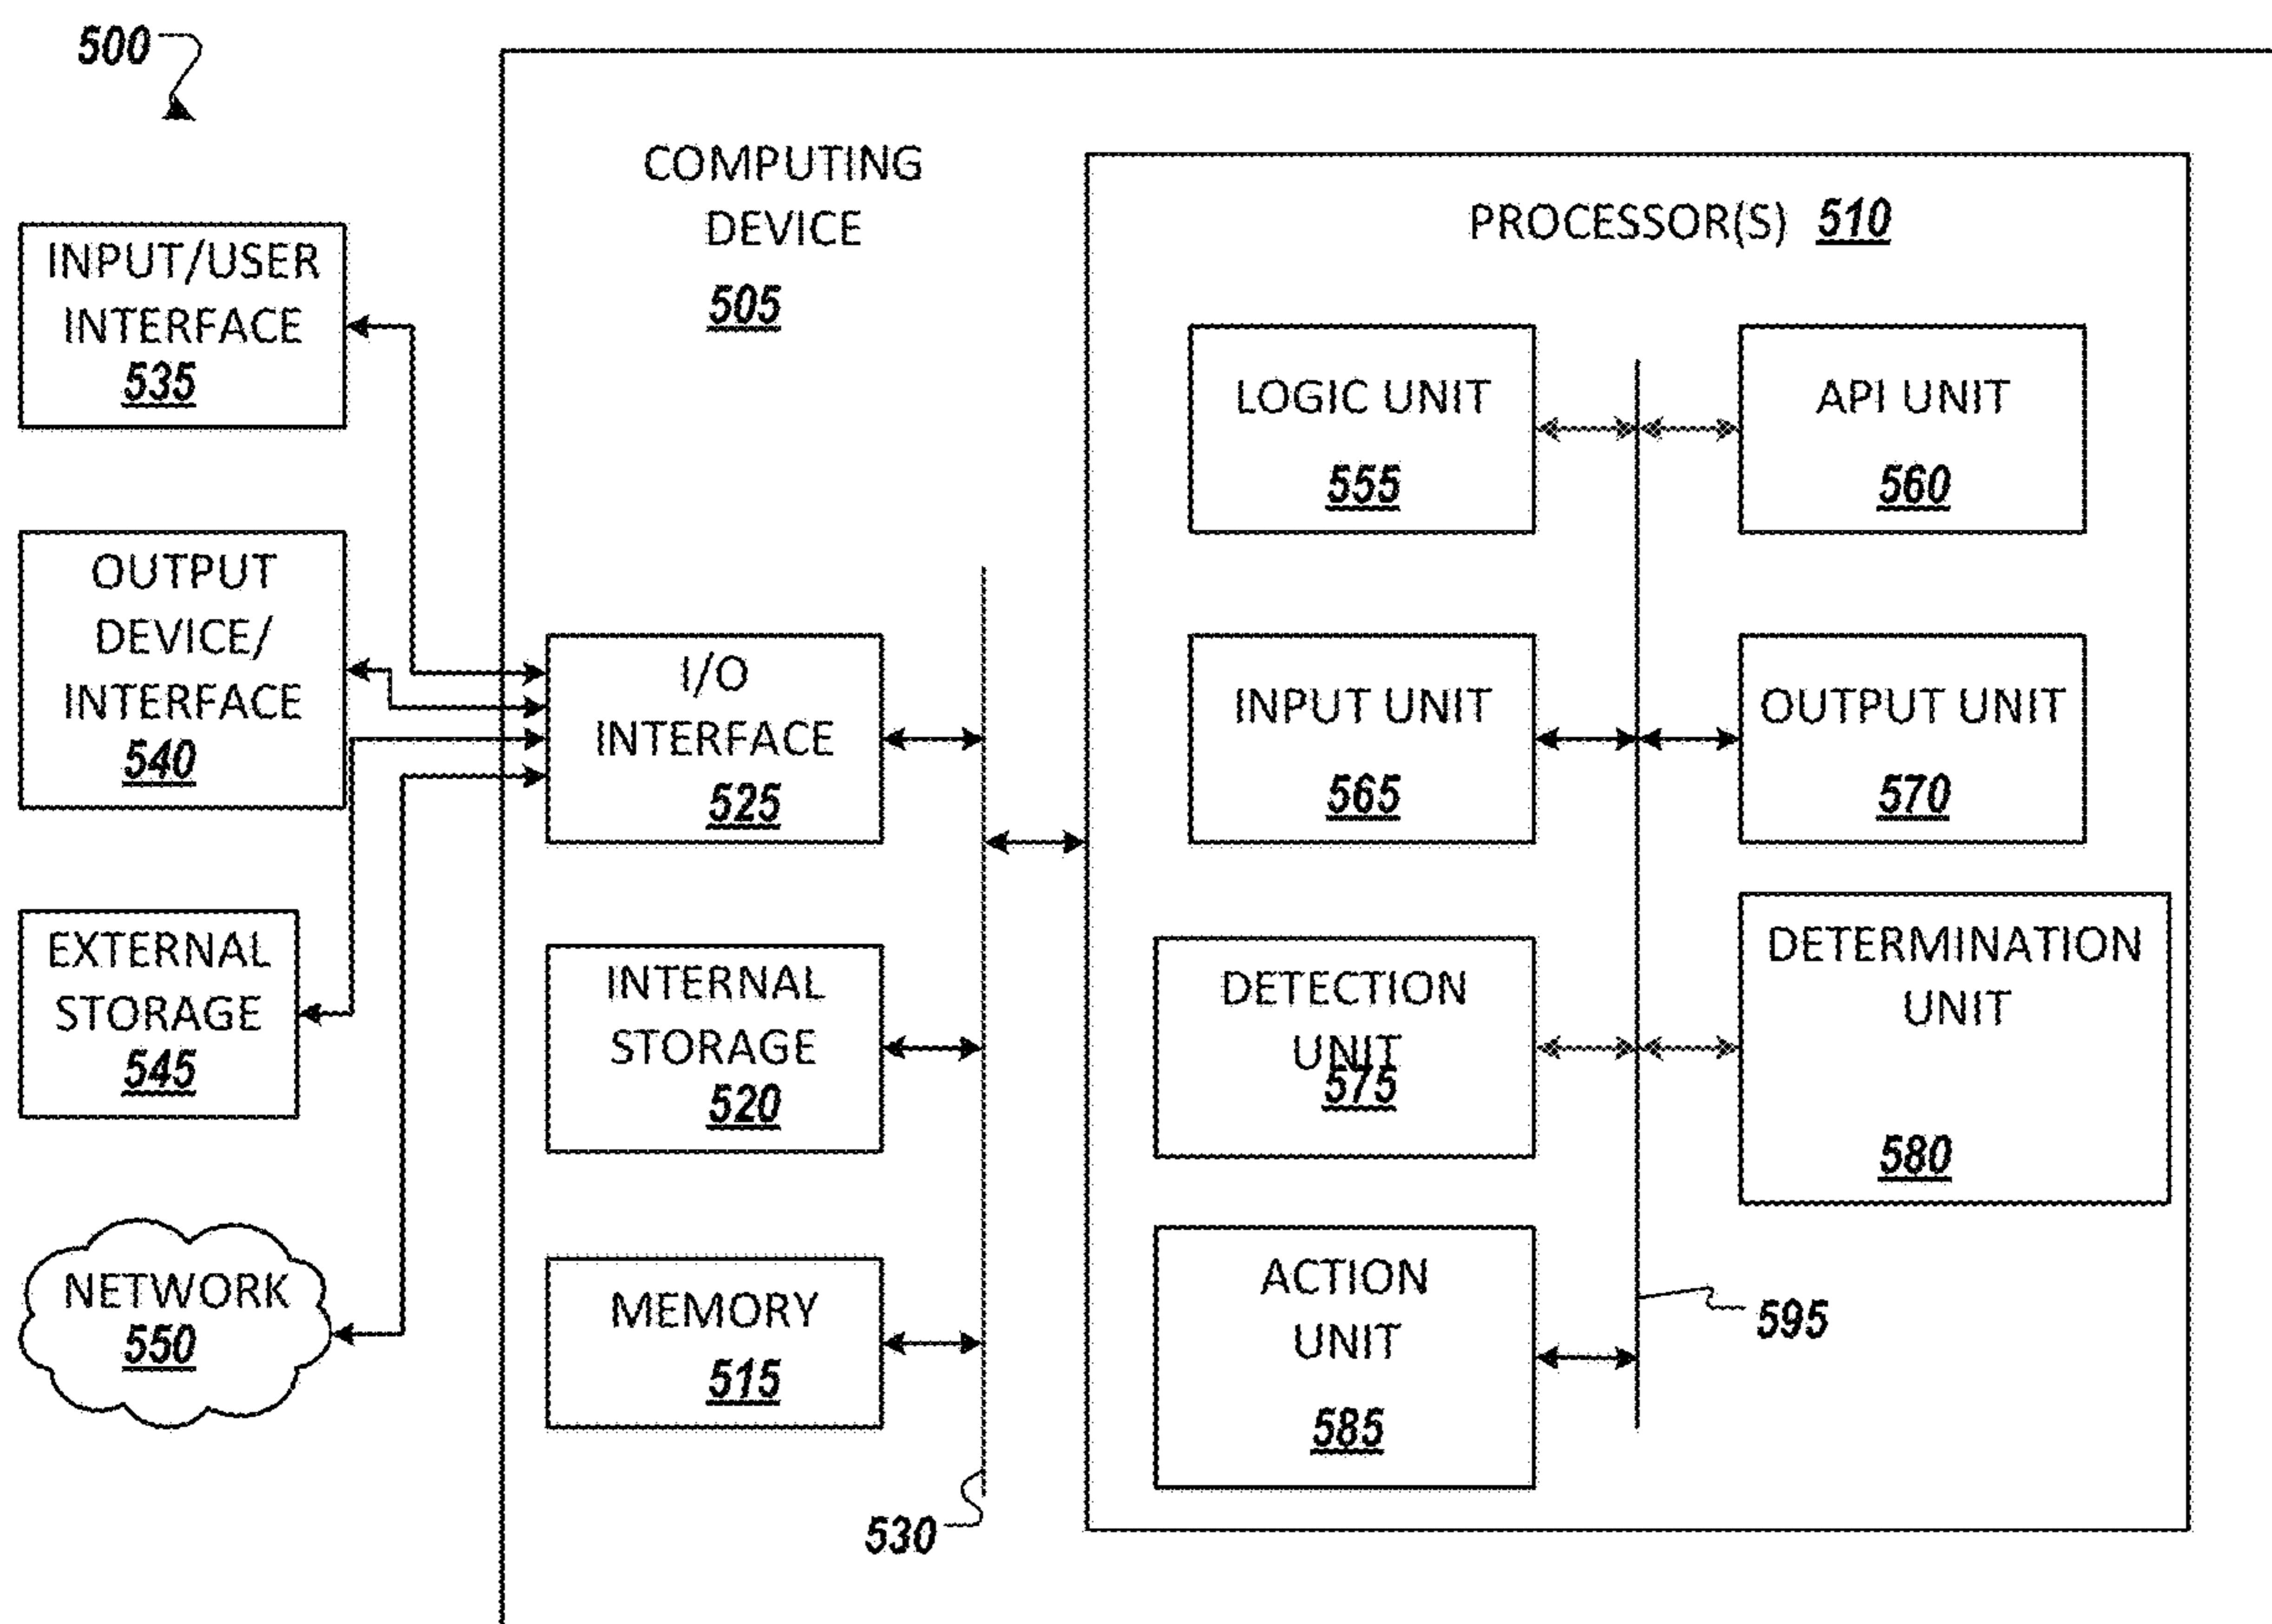 500
COMPUTING
DEVICE
505
PROCESSOR(S) 510
INPUT/USER
INTERFACE
535
OUTPUT
DEVICE/
INTERFACE
540
EXTERNAL
STORAGE
545
NETWORK
550
I/O
INTERFACE
525
INTERNAL
STORAGE
520
MEMORY
515
530
LOGIC UNIT
555
API UNIT
560
INPUT UNIT
565
OUTPUT UNIT
570
DETECTION
UNIT
575
DETERMINATION
UNIT
580
ACTION
UNIT
585
595